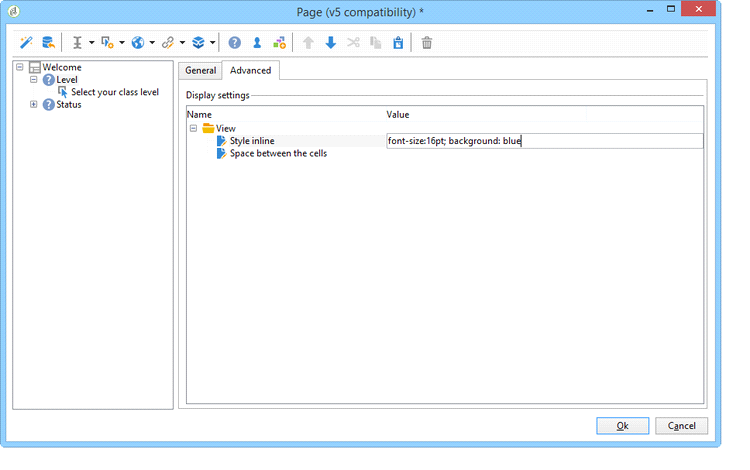 Page (v5 compatibility) *
Welcome
Level
Select your class level
Status
General
Advanced
Display settings
Name
Value
View
Style inline
font-size:16pt; background: blue
Space between the cells
Ok
Cancel